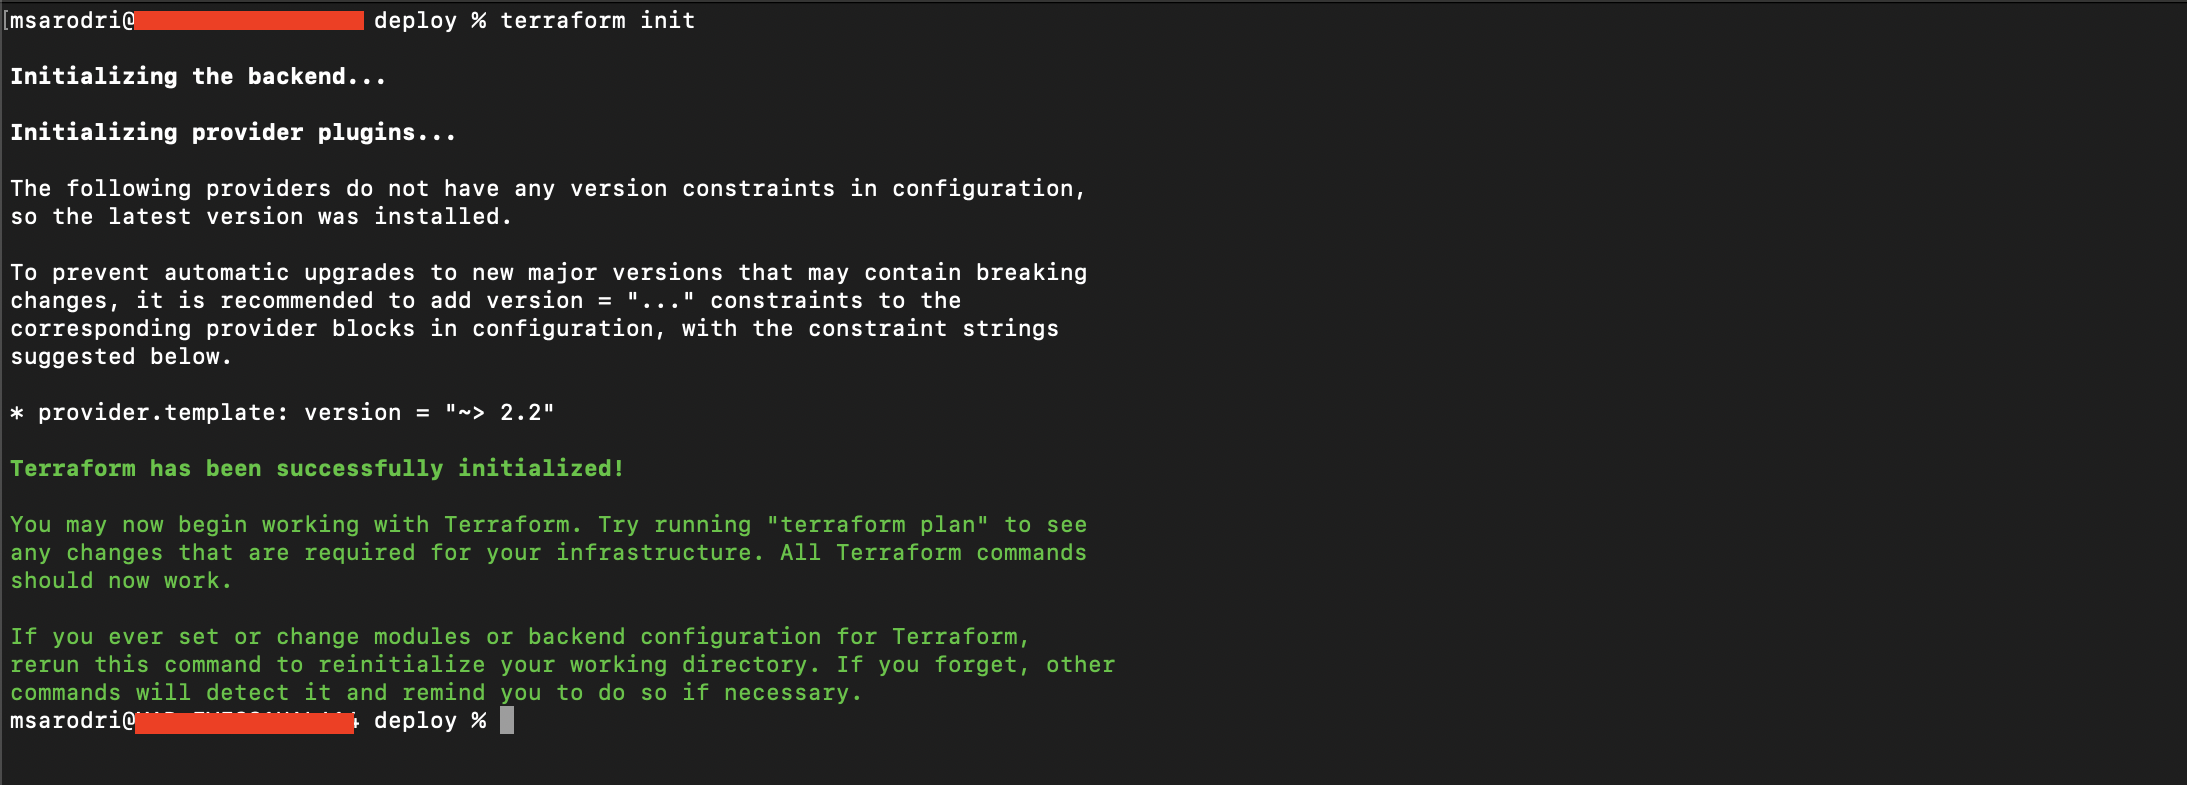 msarodri@ deploy % terraform init
Initializing the backend...
Initializing provider plugins...
The following providers do not have any version constraints in configuration,
so the latest version was installed.
To prevent automatic upgrades to new major versions that may contain breaking
changes, it is recommended to add version = "..." constraints to the
corresponding provider blocks in configuration, with the constraint strings
suggested below.
* provider.template: version = "~> 2.2"
Terraform has been successfully initialized!
You may now begin working with Terraform. Try running "terraform plan" to see
any changes that are required for your infrastructure. All Terraform commands
should now work.
If you ever set or change modules or backend configuration for Terraform,
rerun this command to reinitialize your working directory. If you forget, other
commands will detect it and remind you to do so if necessary.
msarodri@ deploy %